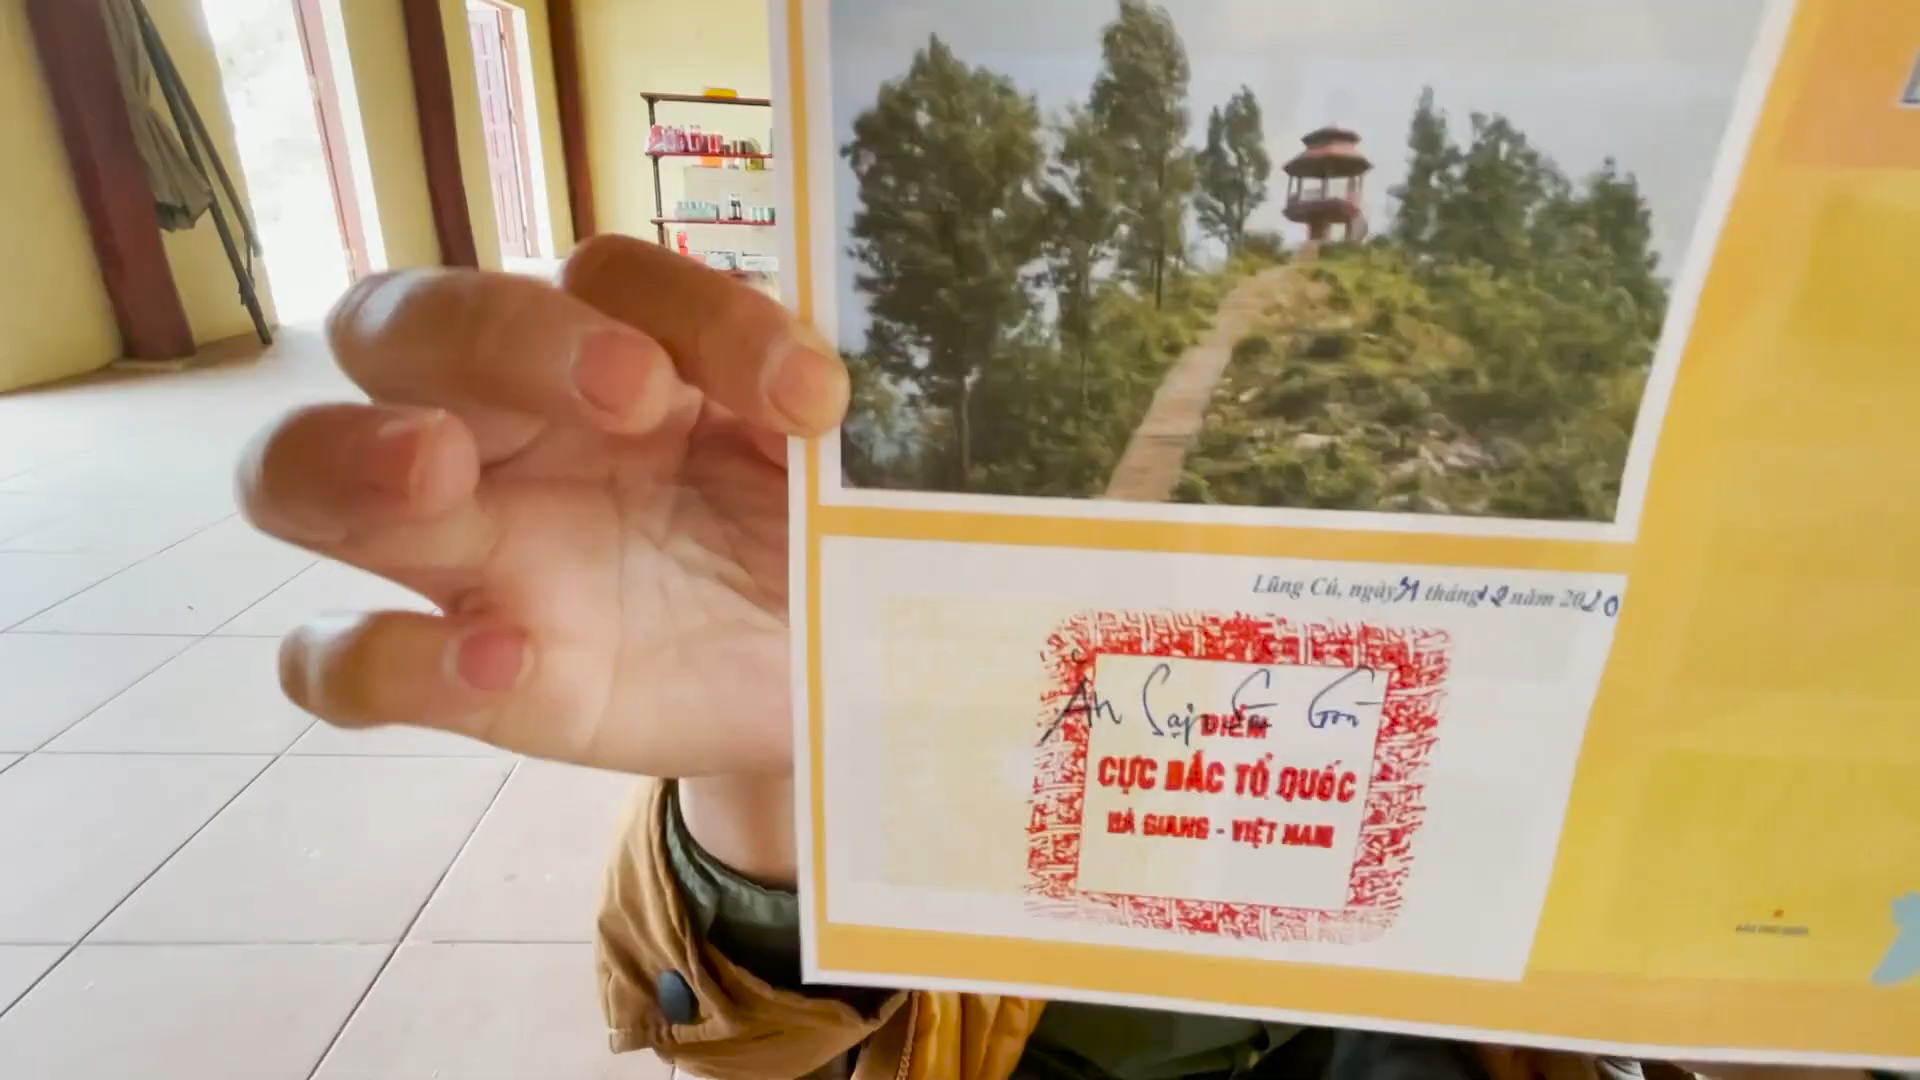 Lũng Cú, ngày 31 tháng 12 năm 2020
Ăn Sạp Sài Gòn
ĐIỂM
CỰC BẮC TỔ QUỐC
HÀ GIANG - VIỆT NAM